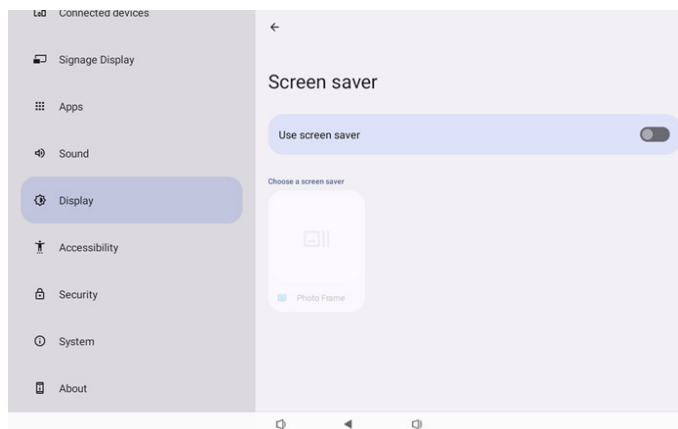 Connected devices
Signage Display
Apps
Sound
Display
Accessibility
Security
System
About
Screen saver
Use screen saver
Choose a screen saver
Photo Frame